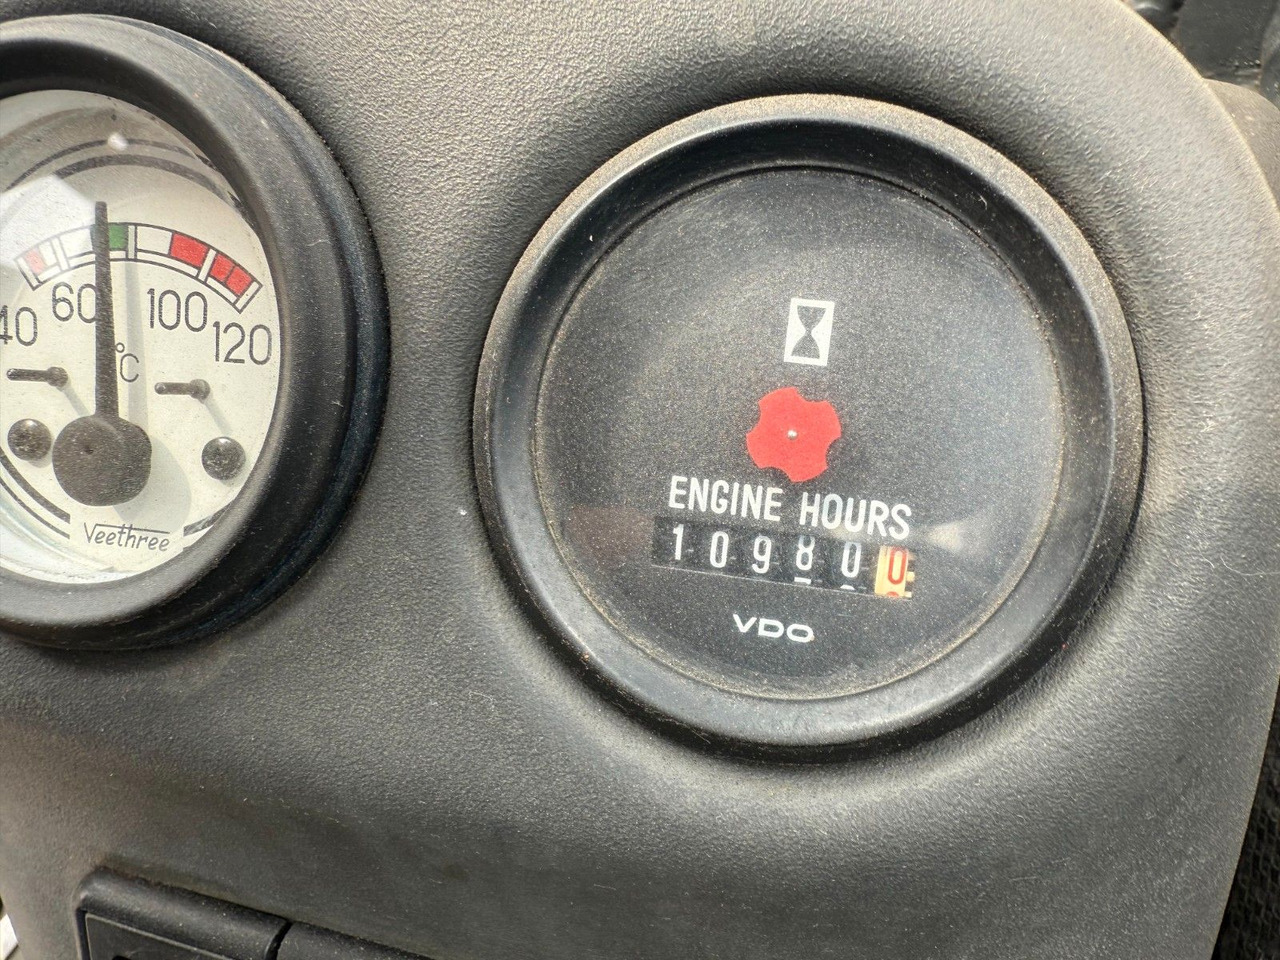 40 60 100 120
°C
Veethree
ENGINE HOURS
109800
VDO